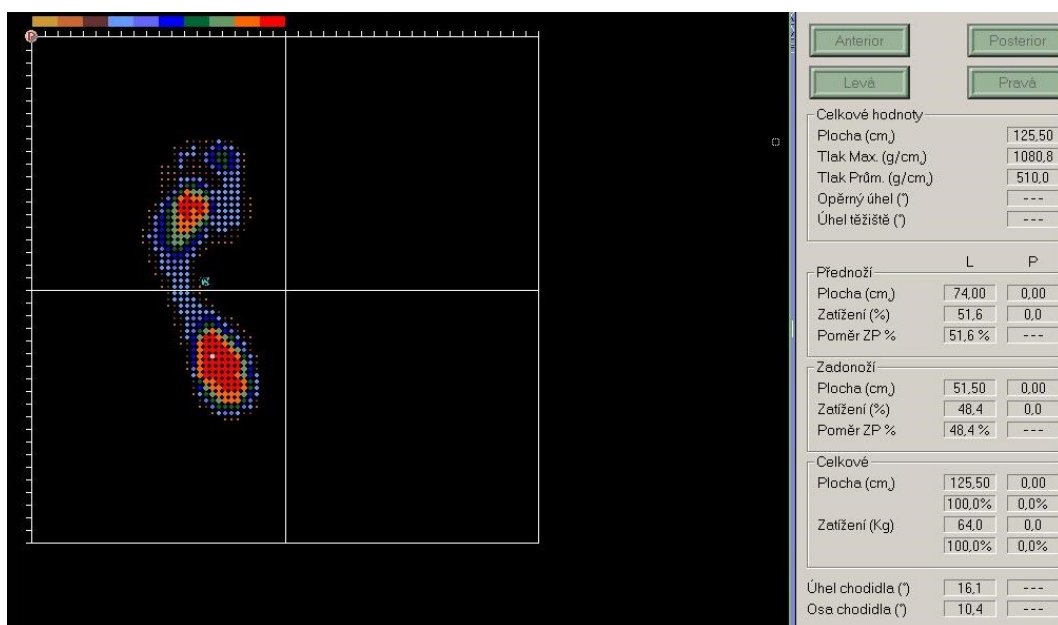 Anterior Posterior
Levá Pravá
Celkové hodnoty
Plocha (cm,) 125,50
Tlak Max. (g/cm,) 1080,8
Tlak Prům. (g/cm,) 510,0
Opěrný úhel (°) ---
Úhel těžiště (°) ---
L P
Přednoží
Plocha (cm,) 74,00 0,00
Zatížení (%) 51,6 0,0
Poměr ZP % 51,6 % ---
Zadonoží
Plocha (cm,) 51,50 0,00
Zatížení (%) 48,4 0,0
Poměr ZP % 48,4 % ---
Celkové
Plocha (cm,) 125,50 0,00
100,0% 0,0%
Zatížení (Kg) 64,0 0,0
100,0% 0,0%
Úhel chodidla (°) 16,1 ---
Osa chodidla (°) 10,4 ---